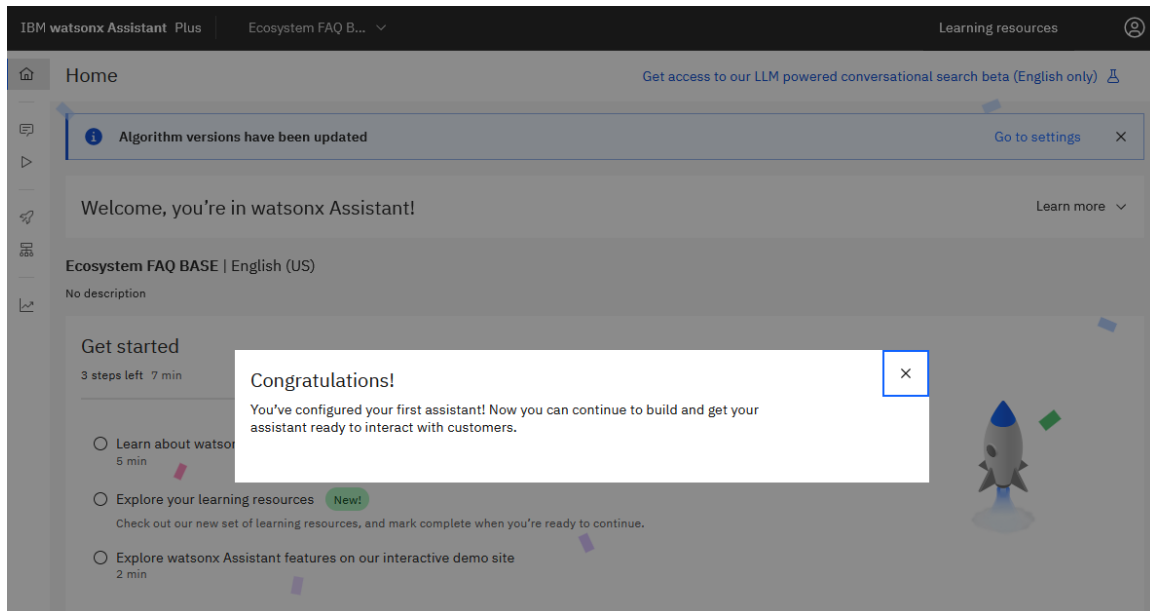 IBM watsonx Assistant Plus
Ecosystem FAQ B...
Learning resources
Home
Get access to our LLM powered conversational search beta (English only)
Algorithm versions have been updated
Go to settings
Welcome, you're in watsonx Assistant!
Learn more
Ecosystem FAQ BASE | English (US)
No description
Get started
3 steps left 7 min
Congratulations!
You've configured your first assistant! Now you can continue to build and get your
assistant ready to interact with customers.
Learn about
5 min
Explore your learning resources New!
Check out our new set of learning resources, and mark complete when you're ready to continue.
Explore watsonx Assistant features on our interactive demo site
2 min